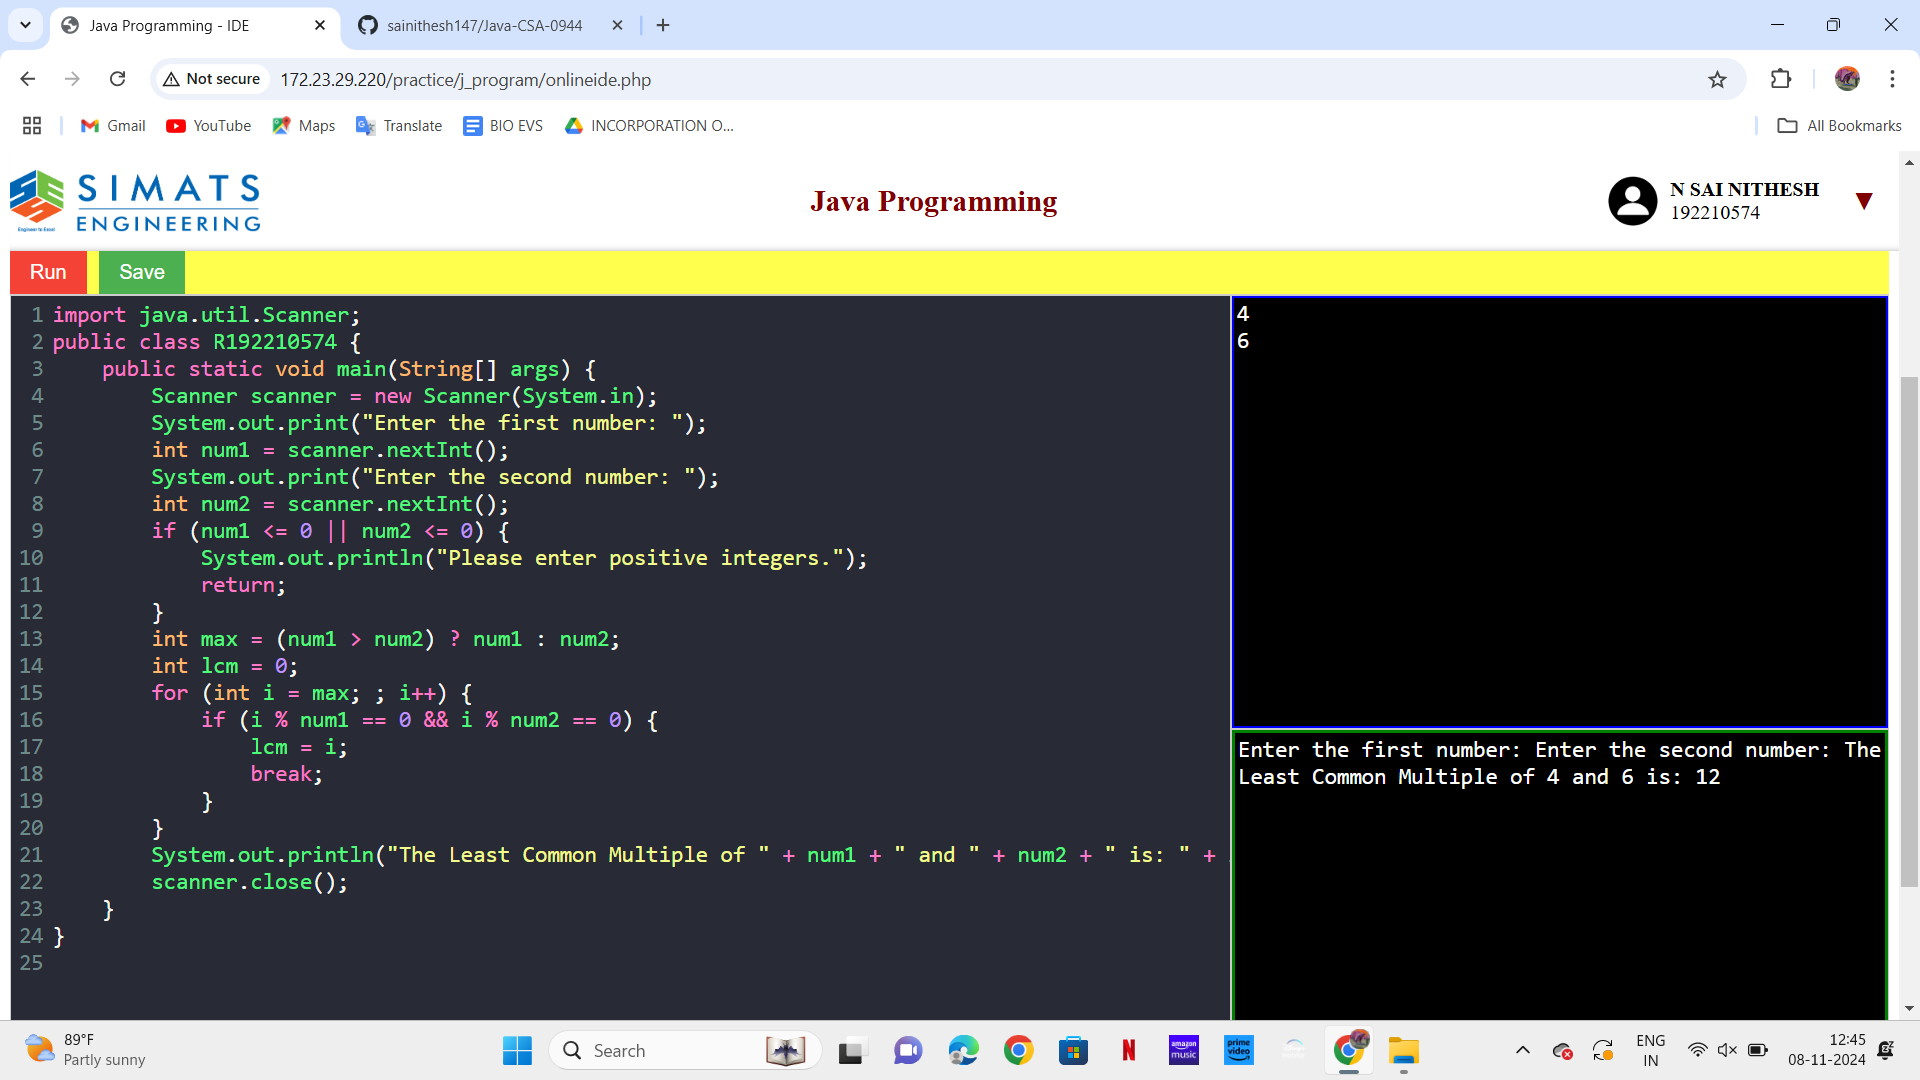 Java Programming - IDE
sainithesh147/Java-CSA-0944
Not secure
172.23.29.220/practice/j_program/onlineide.php
Gmail
YouTube
Maps
Translate
BIO EVS
INCORPORATION O...
All Bookmarks
SIMATS
ENGINEERING
Engineer to Excel
Java Programming
N SAI NITHESH
192210574
Run
Save
1 import java.util.Scanner;
2 public class R192210574 {
3     public static void main(String[] args) {
4         Scanner scanner = new Scanner(System.in);
5         System.out.print("Enter the first number: ");
6         int num1 = scanner.nextInt();
7         System.out.print("Enter the second number: ");
8         int num2 = scanner.nextInt();
9         if (num1 <= 0 || num2 <= 0) {
10             System.out.println("Please enter positive integers.");
11             return;
12         }
13         int max = (num1 > num2) ? num1 : num2;
14         int lcm = 0;
15         for (int i = max; ; i++) {
16             if (i % num1 == 0 && i % num2 == 0) {
17                 lcm = i;
18                 break;
19             }
20         }
21         System.out.println("The Least Common Multiple of " + num1 + " and " + num2 + " is: " +
22         scanner.close();
23     }
24 }
25
4
6
Enter the first number: Enter the second number: The
Least Common Multiple of 4 and 6 is: 12
89°F
Partly sunny
Search
amazon music
prime video
ENG
IN
12:45
08-11-2024